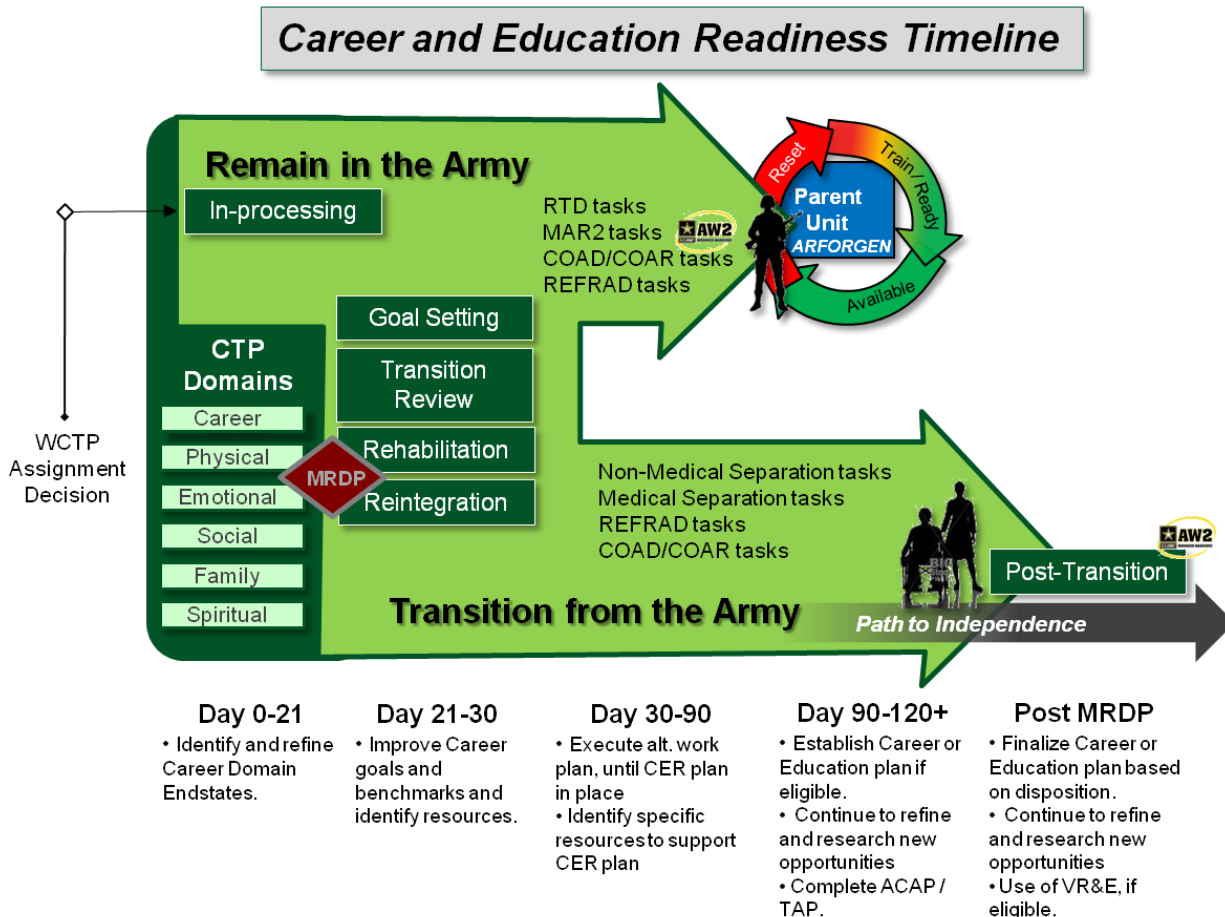 Career and Education Readiness Timeline
Remain in the Army
In-processing
RTD tasks
MAR2 tasks
COAD/COAR tasks
REFRAD tasks
AW2
Reset
Train / Ready
Available
Parent
Unit
ARFORGEN
WCTP
Assignment
Decision
CTP
Domains
Career
Physical
Emotional
Social
Family
Spiritual
MRDP
Goal Setting
Transition
Review
Rehabilitation
Reintegration
Non-Medical Separation tasks
Medical Separation tasks
REFRAD tasks
COAD/COAR tasks
AW2
Post-Transition
Transition from the Army
Path to Independence
Day 0-21
• Identify and refine
Career Domain
Endstates.
Day 21-30
• Improve Career
goals and
benchmarks and
identify resources.
Day 30-90
• Execute alt. work
plan, until CER plan
in place
• Identify specific
resources to support
CER plan
Day 90-120+
• Establish Career or
Education plan if
eligible.
• Continue to refine
and research new
opportunities
• Complete ACAP /
TAP.
Post MRDP
• Finalize Career or
Education plan based
on disposition.
• Continue to refine
and research new
opportunities
•Use of VR&E, if
eligible.